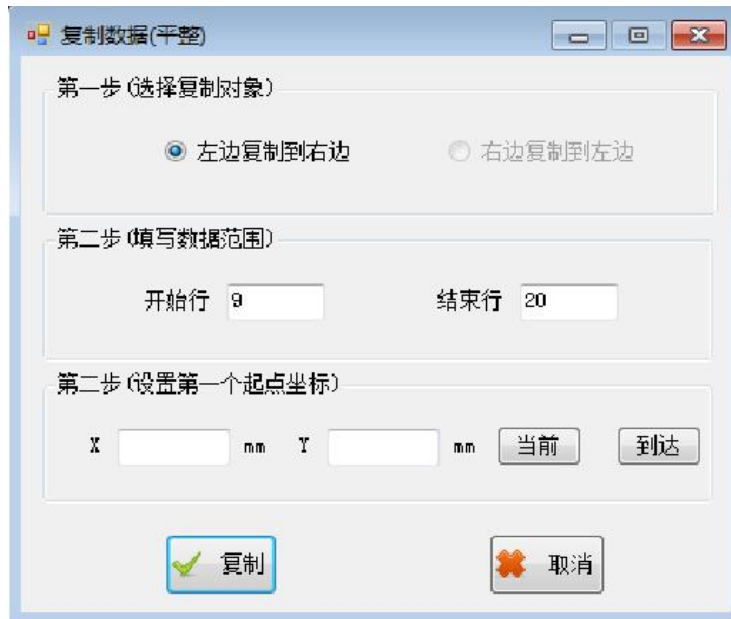 复制数据(平整)
第一步(选择复制对象)
左边复制到右边 右边复制到左边
第二步(填写数据范围)
开始行 9 结束行 20
第二步(设置第一个起点坐标)
X mm Y mm 当前 到达
复制 取消